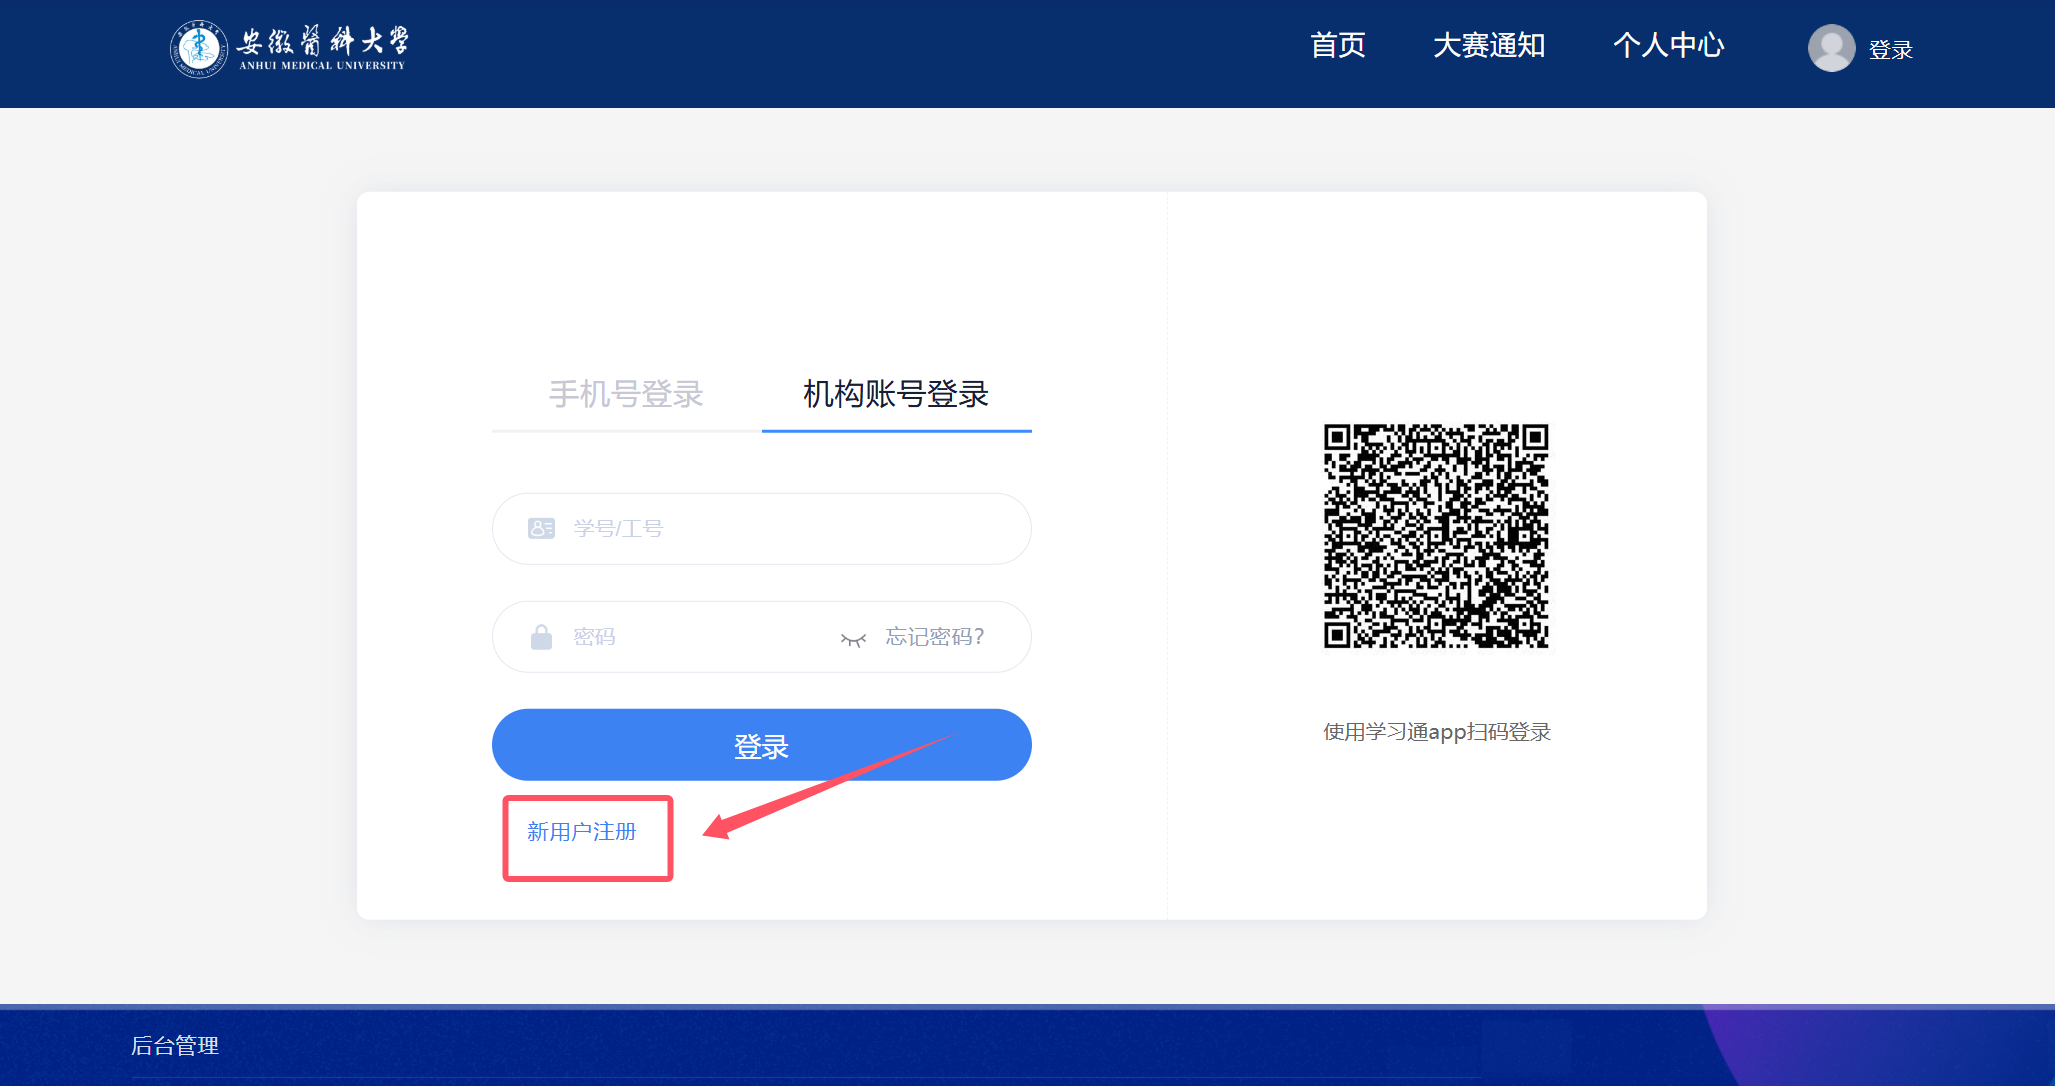 安徽醫科大學
ANHUI MEDICAL UNIVERSITY
首页
大赛通知
个人中心
登录
手机号登录
机构账号登录
学号/工号
密码
忘记密码?
登录
新用户注册
使用学习通app扫码登录
后台管理